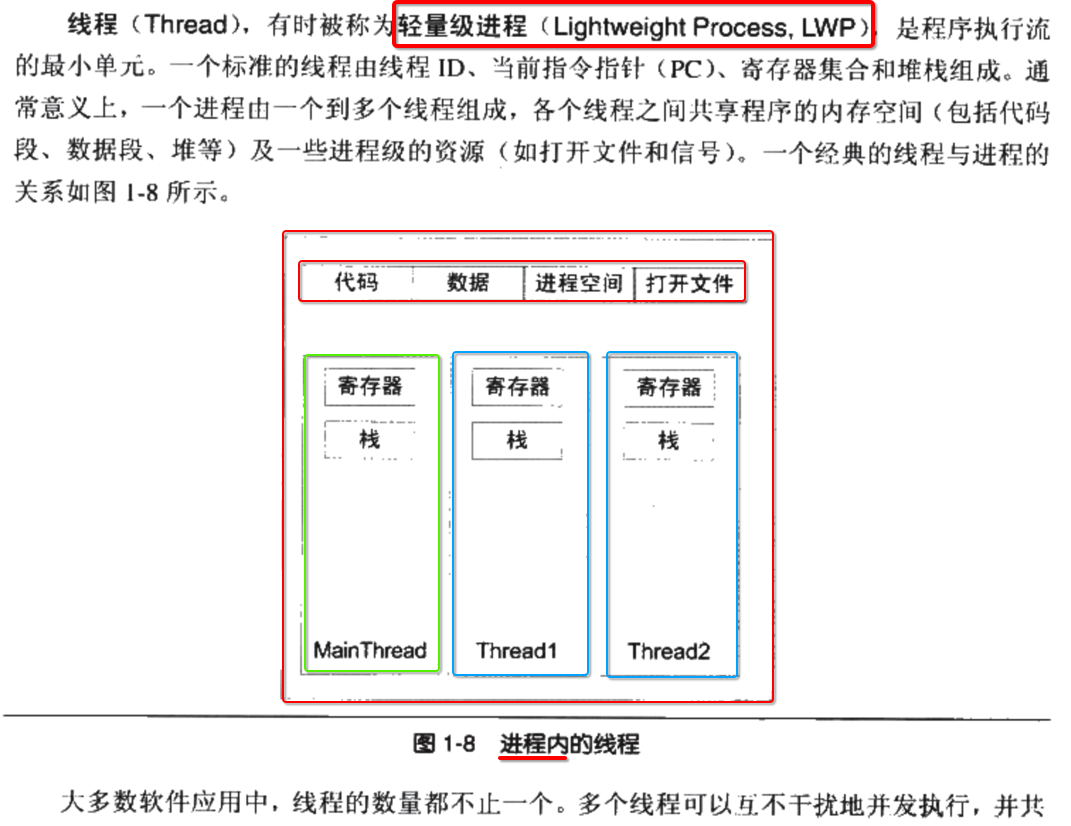 线程（Thread），有时被称为轻量级进程（Lightweight Process, LWP），是程序执行流
的最小单元。一个标准的线程由线程 ID、当前指令指针（PC）、寄存器集合和堆栈组成。通
常意义上，一个进程由一个到多个线程组成，各个线程之间共享程序的内存空间（包括代码
段、数据段、堆等）及一些进程级的资源（如打开文件和信号）。一个经典的线程与进程的
关系如图 1-8 所示。
代码 数据 进程空间 打开文件
寄存器 寄存器 寄存器
栈 栈 栈
MainThread Thread1 Thread2
图 1-8 进程内的线程
大多数软件应用中，线程的数量都不止一个。多个线程可以互不干扰地并发执行，并共